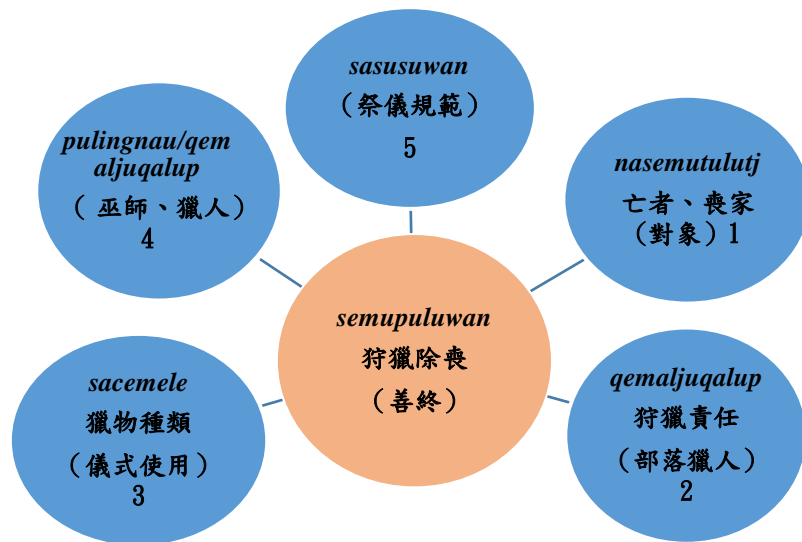 sasusuwan
（祭儀規範）
5
pulingnau/qem
aljuqalup
（ 巫師、獵人）
4
nasemutulutj
亡者、喪家
（對象）1
semupuluwan
狩獵除喪
（善終）
sacemele
獵物種類
（儀式使用）
3
qemaljuqalup
狩獵責任
（部落獵人）
2